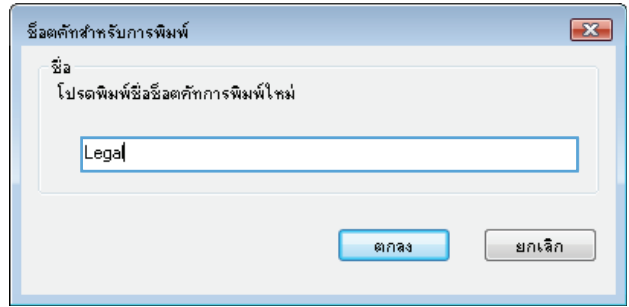 ช็อตคัทสำหรับการพิมพ์
ชื่อ
โปรดพิมพ์ชื่อช็อตคัทการพิมพ์ใหม่
Legal
ตกลง
ยกเลิก